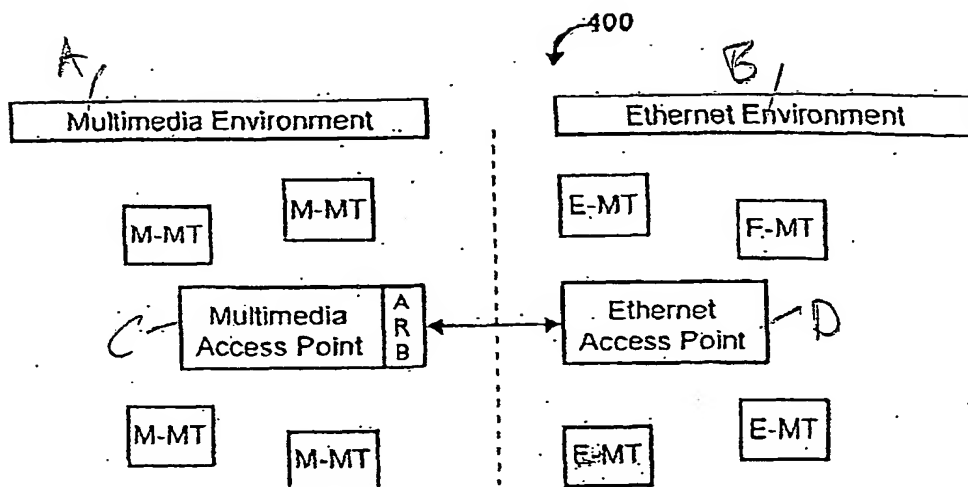 400
A
B
Multimedia Environment
Ethernet Environment
M-MT
M-MT
E-MT
F-MT
C
Multimedia
Access Point
A
R
B
Ethernet
Access Point
D
M-MT
M-MT
E-MT
E-MT